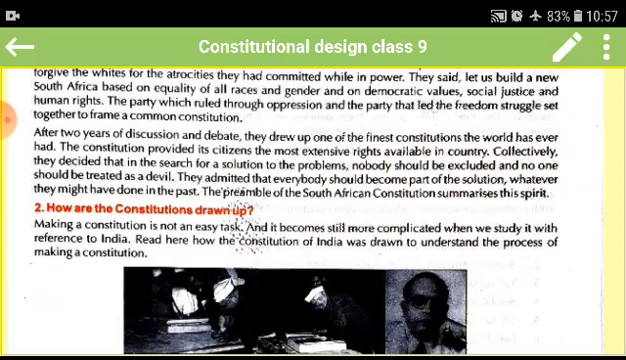 83% 10:57
Constitutional design class 9
forgive the whites for the atrocities they had committed while in power. They said, let us build a new
South Africa based on equality of all races and gender and on democratic values, social justice and
human rights. The party which ruled through oppression and the party that led the freedom struggle set
together to frame a common constitution.
After two years of discussion and debate, they drew up one of the finest constitutions the world has ever
had. The constitution provided its citizens the most extensive rights available in country. Collectively,
they decided that in the search for a solution to the problems, nobody should be excluded and no one
should be treated as a devil. They admitted that everybody should become part of the solution, whatever
they might have done in the past. The preamble of the South African Constitution summarises this spirit.
2. How are the Constitutions drawn up?
Making a constitution is not an easy task. And it becomes still more complicated when we study it with
reference to India. Read here how the constitution of India was drawn to understand the process of
making a constitution.